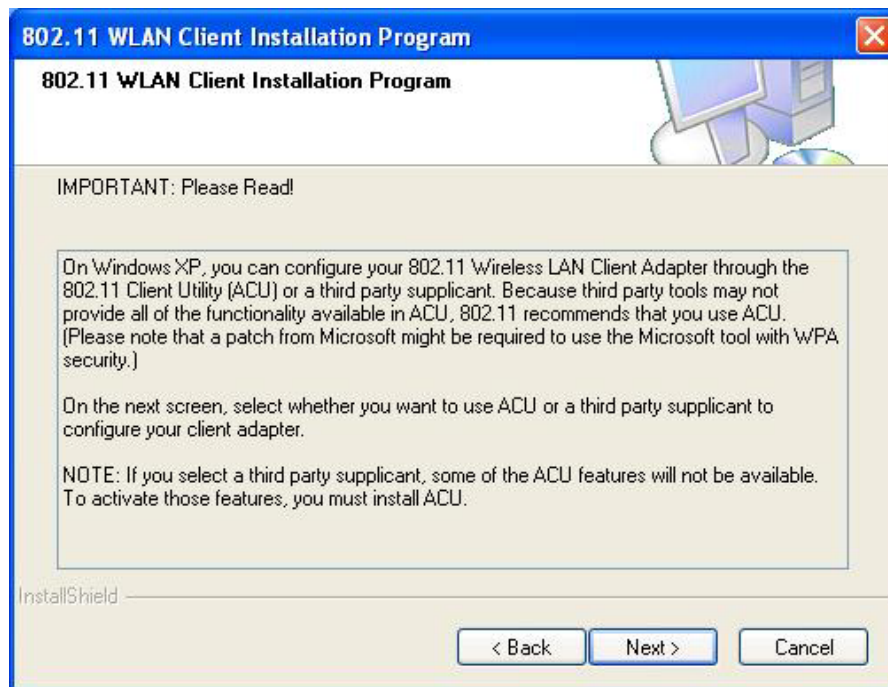 802.11 WLAN Client Installation Program
802.11 WLAN Client Installation Program
IMPORTANT: Please Read!
On Windows XP, you can configure your 802.11 Wireless LAN Client Adapter through the
802.11 Client Utility (ACU) or a third party supplicant. Because third party tools may not
provide all of the functionality available in ACU, 802.11 recommends that you use ACU.
(Please note that a patch from Microsoft might be required to use the Microsoft tool with WPA
security.)
On the next screen, select whether you want to use ACU or a third party supplicant to
configure your client adapter.
NOTE: If you select a third party supplicant, some of the ACU features will not be available.
To activate those features, you must install ACU.
InstallShield
< Back
Next >
Cancel